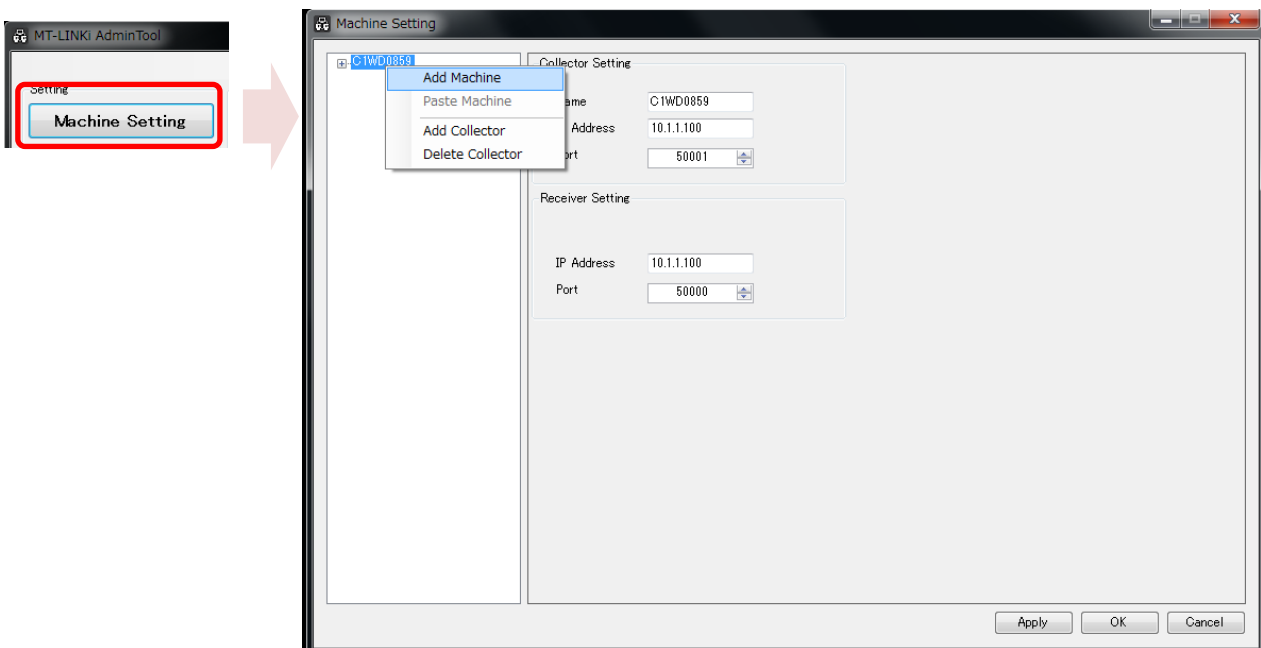 MT-LINKi AdminTool
Setting
Machine Setting
Machine Setting
C1WD0859
Add Machine
Paste Machine
Add Collector
Delete Collector
Collector Setting
ame C1WD0859
Address 10.1.1.100
ort 50001
Receiver Setting
IP Address 10.1.1.100
Port 50000
Apply OK Cancel